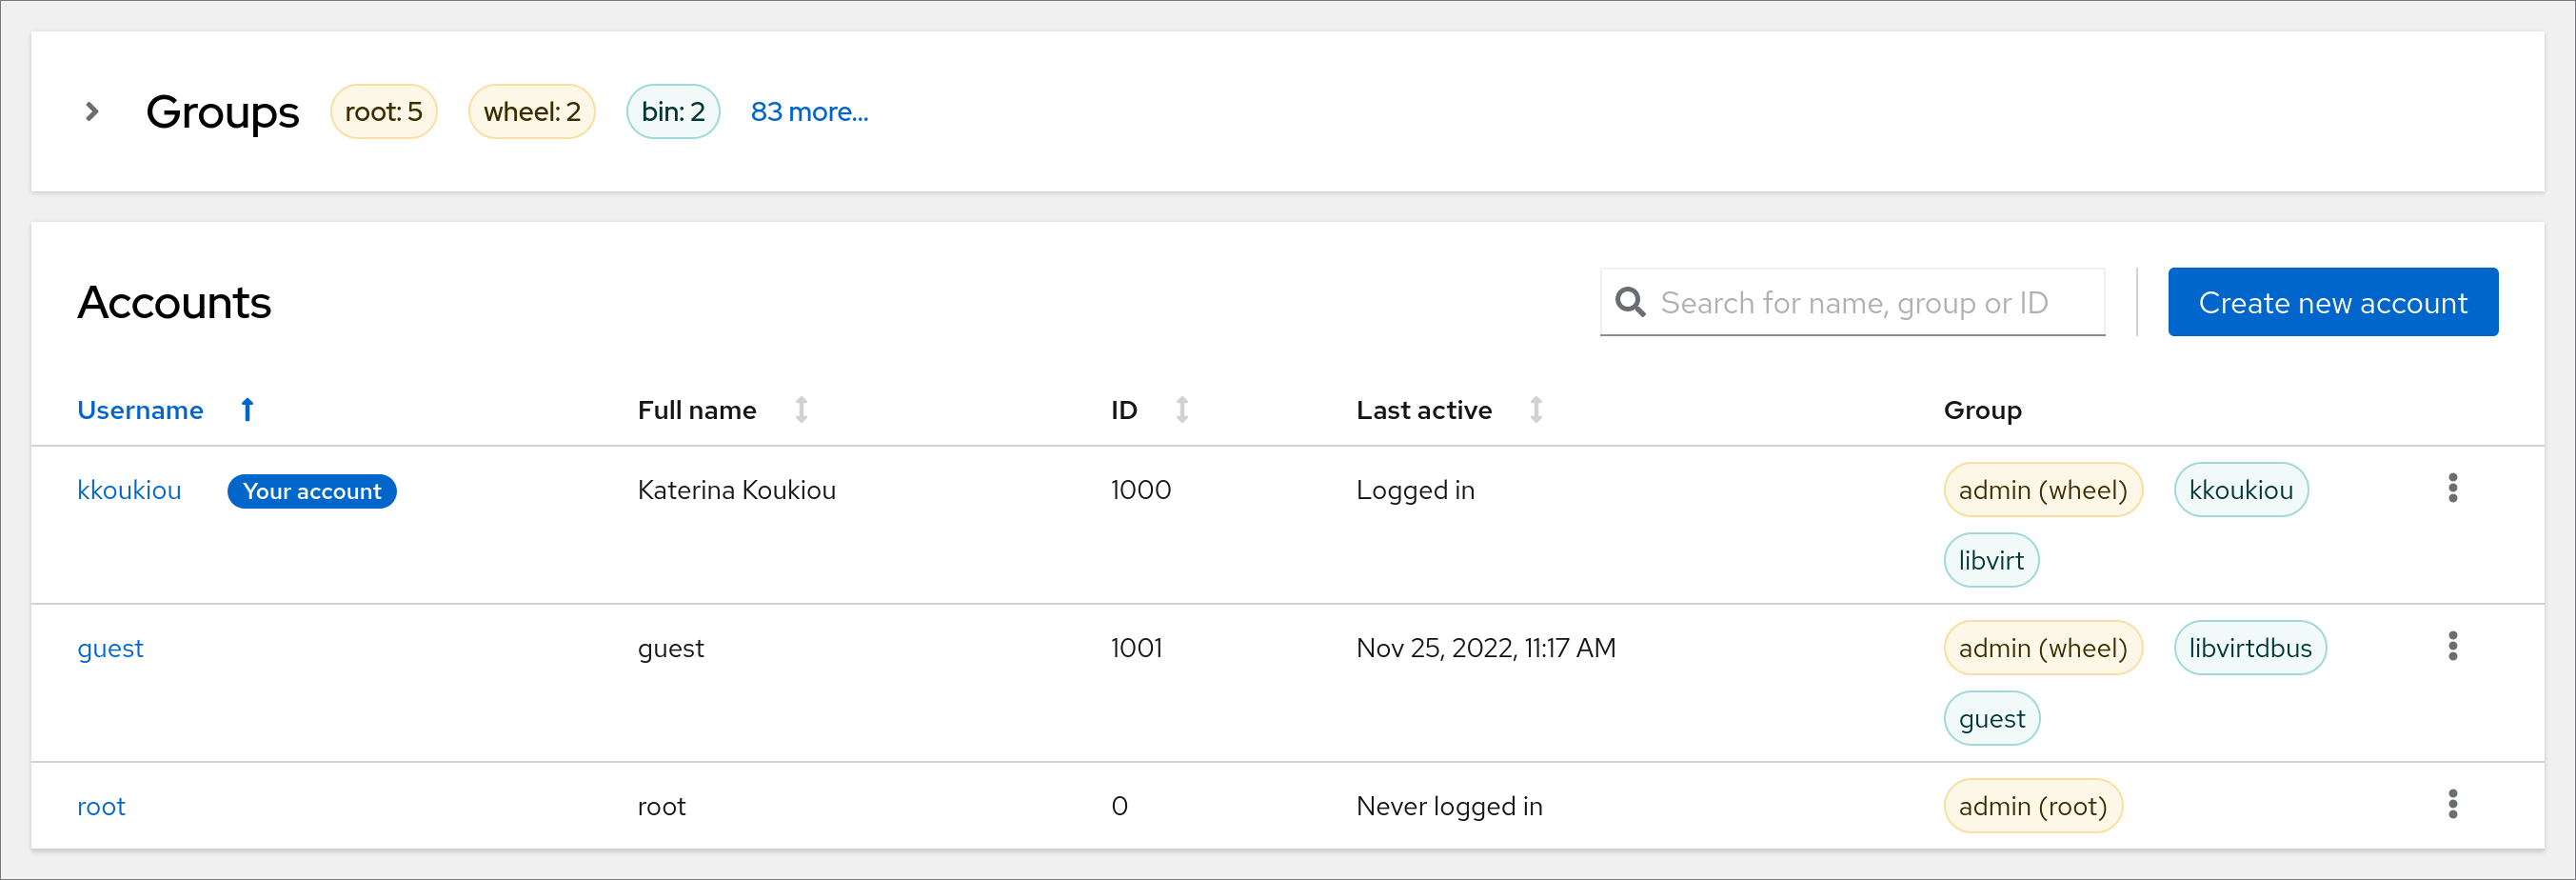 Groups root: 5 wheel: 2 bin: 2 83 more...
Accounts Search for name, group or ID Create new account
Username Full name ID Last active Group
kkoukiou Your account Katerina Koukiou 1000 Logged in admin (wheel) kkoukiou
libvirt
guest guest 1001 Nov 25, 2022, 11:17 AM admin (wheel) libvirtdbus
guest
root root 0 Never logged in admin (root)